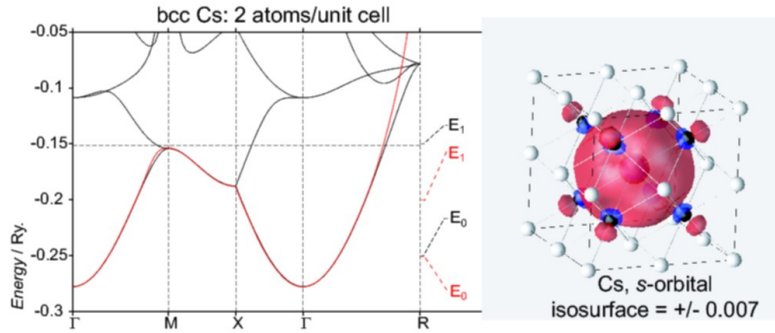 bcc Cs: 2 atoms/unit cell
Energy / Ry.
-0.05
-0.1
-0.15
-0.2
-0.25
-0.3
Γ M X Γ R
E₁
E₁
E₀
E₀
Cs, s-orbital
isosurface = +/- 0.007